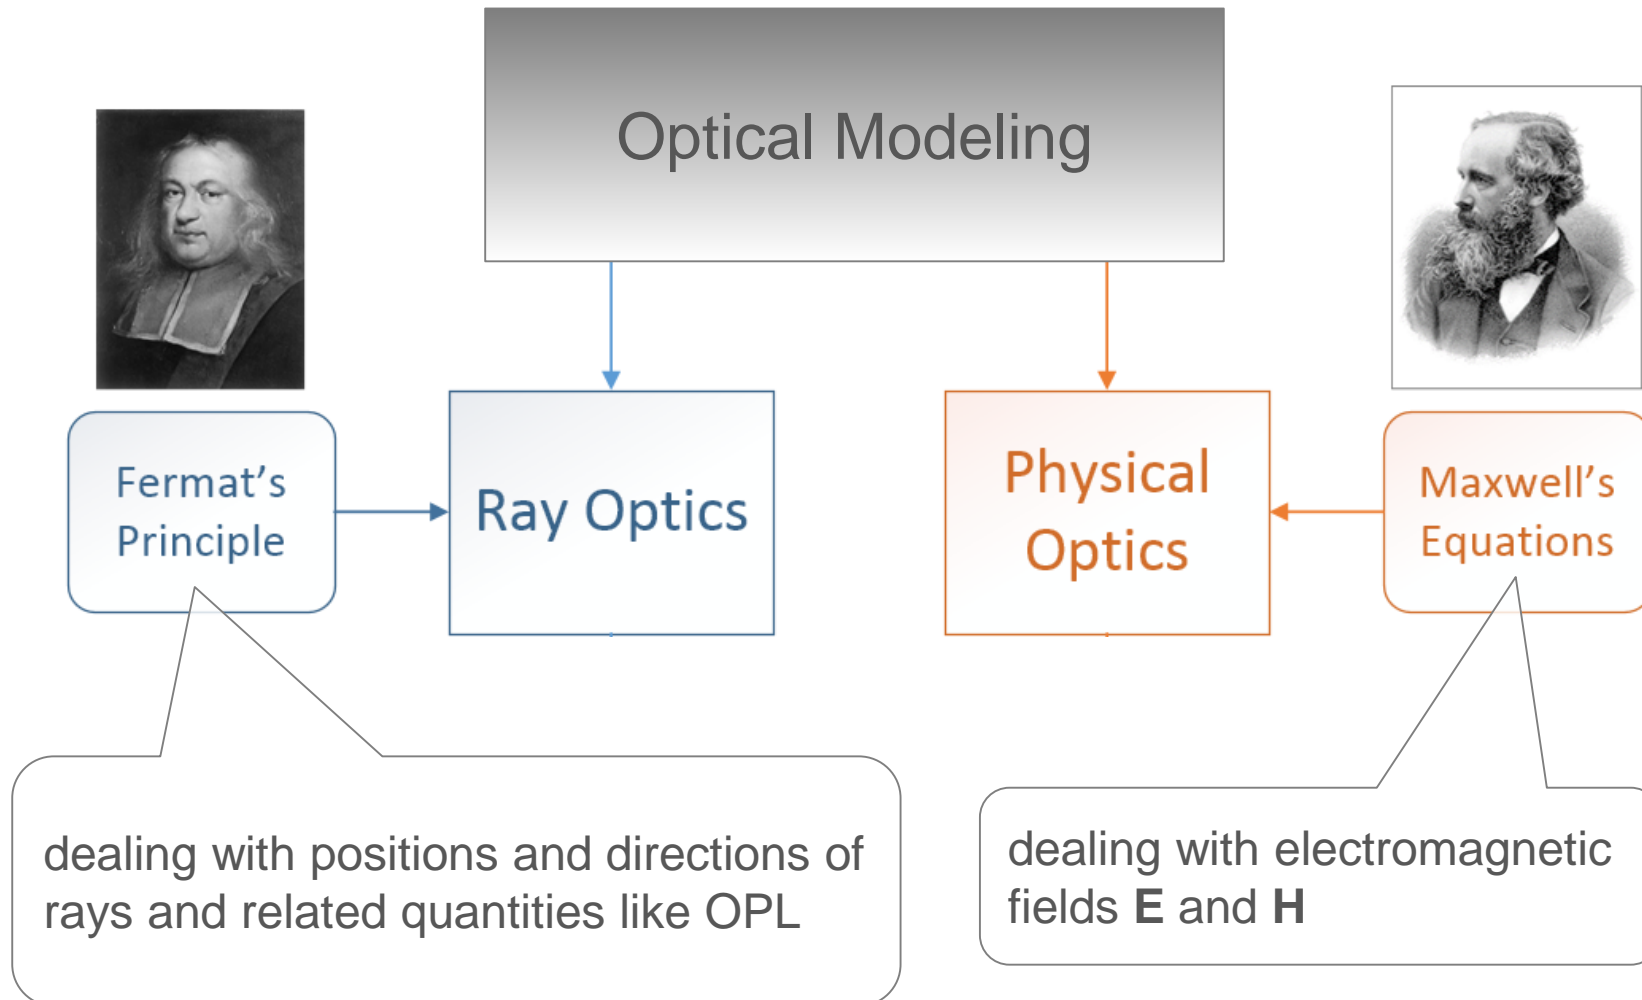 Optical Modeling
Fermat's
Principle
Ray Optics
Physical
Optics
Maxwell's
Equations
dealing with positions and directions of
rays and related quantities like OPL
dealing with electromagnetic
fields E and H